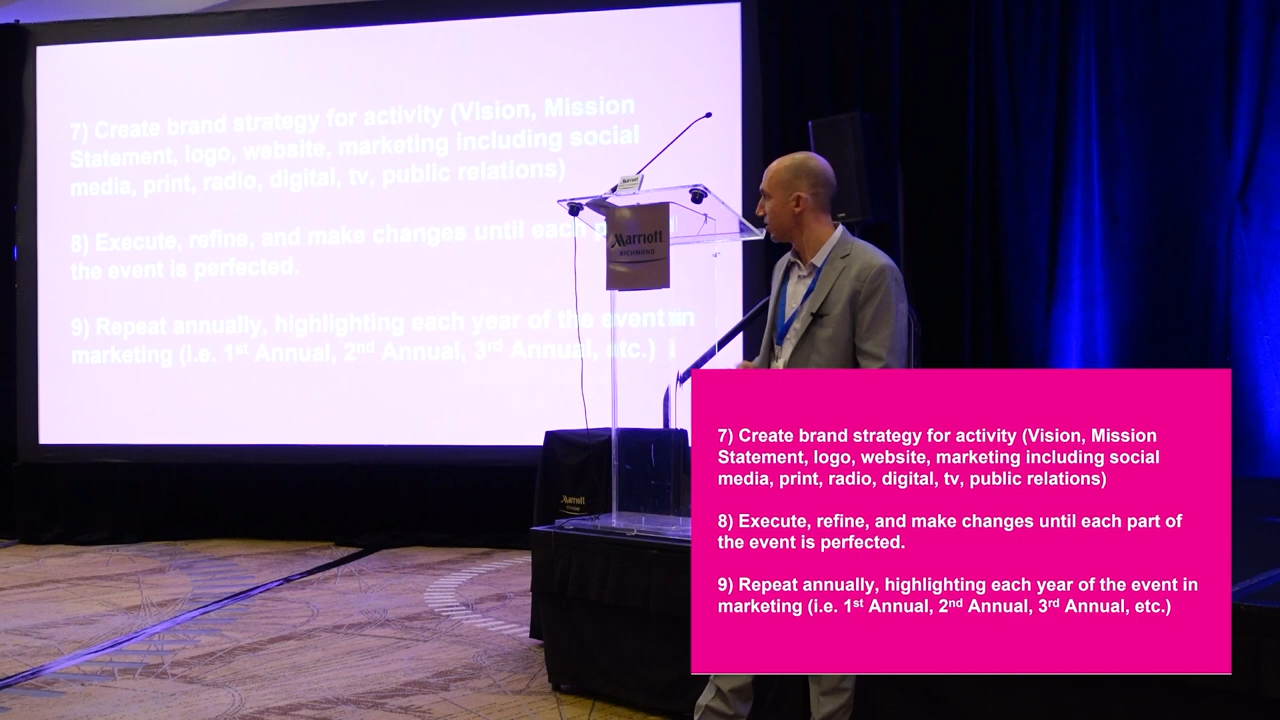 7) Create brand strategy for activity (Vision, Mission
Statement, logo, website, marketing including social
media, print, radio, digital, tv, public relations)
8) Execute, refine, and make changes until each p
the event is perfected.
9) Repeat annually, highlighting each year of the event in
marketing (i.e. 1st Annual, 2nd Annual, 3rd Annual, etc.)
Marriott
Marriott
RICHMOND
Marriott
7) Create brand strategy for activity (Vision, Mission
Statement, logo, website, marketing including social
media, print, radio, digital, tv, public relations)
8) Execute, refine, and make changes until each part of
the event is perfected.
9) Repeat annually, highlighting each year of the event in
marketing (i.e. 1st Annual, 2nd Annual, 3rd Annual, etc.)